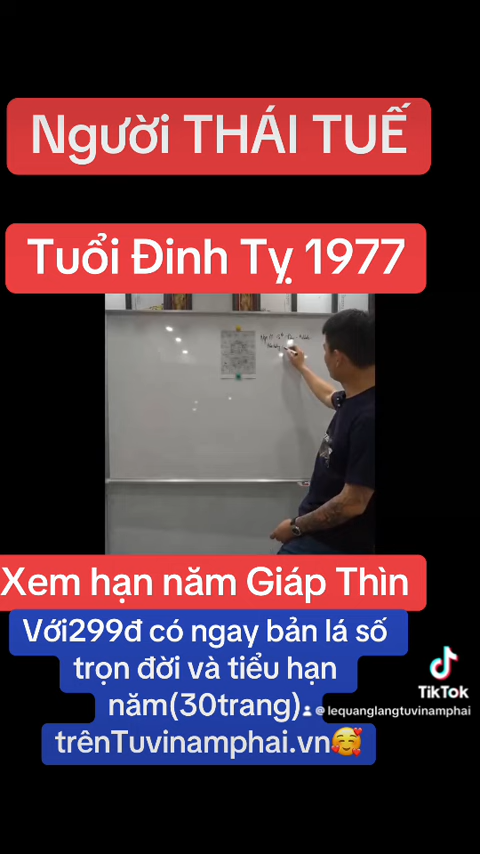 Người THÁI TUẾ
Tuổi Đinh Tỵ 1977
Xem hạn năm Giáp Thìn
Với299đ có ngay bản lá số
trọn đời và tiểu hạn
năm(30trang)
trênTuvinamphai.vn🥰
TikTok
@ lequanglangtuvinamphai